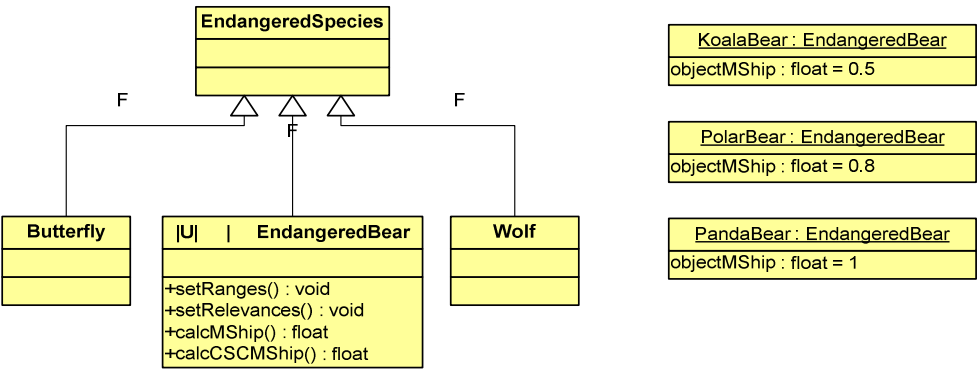 EndangeredSpecies
F
F
F
Butterfly
|U| | EndangeredBear
+setRanges() : void
+setRelevances() : void
+calcMShip() : float
+calcCSCMShip() : float
Wolf
KoalaBear : EndangeredBear
objectMShip : float = 0.5
PolarBear : EndangeredBear
objectMShip : float = 0.8
PandaBear : EndangeredBear
objectMShip : float = 1